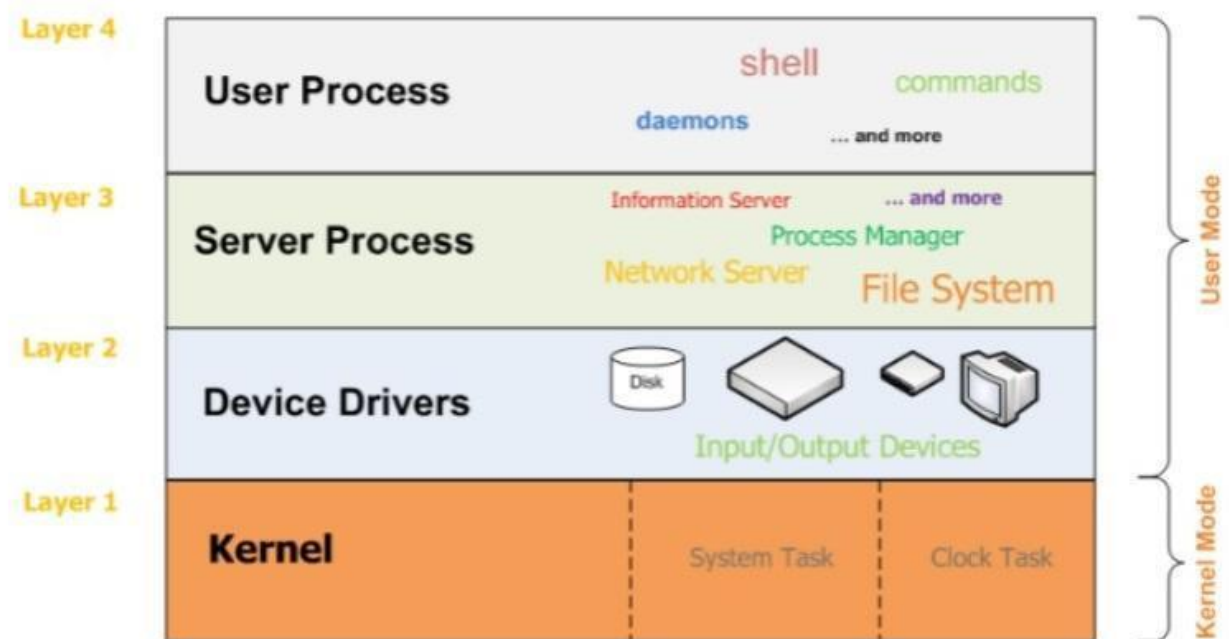 Layer 4
User Process
shell
commands
daemons
... and more
Layer 3
Server Process
Information Server
... and more
Process Manager
Network Server
File System
User Mode
Layer 2
Device Drivers
Disk
Input/Output Devices
Layer 1
Kernel
System Task
Clock Task
Kernel Mode